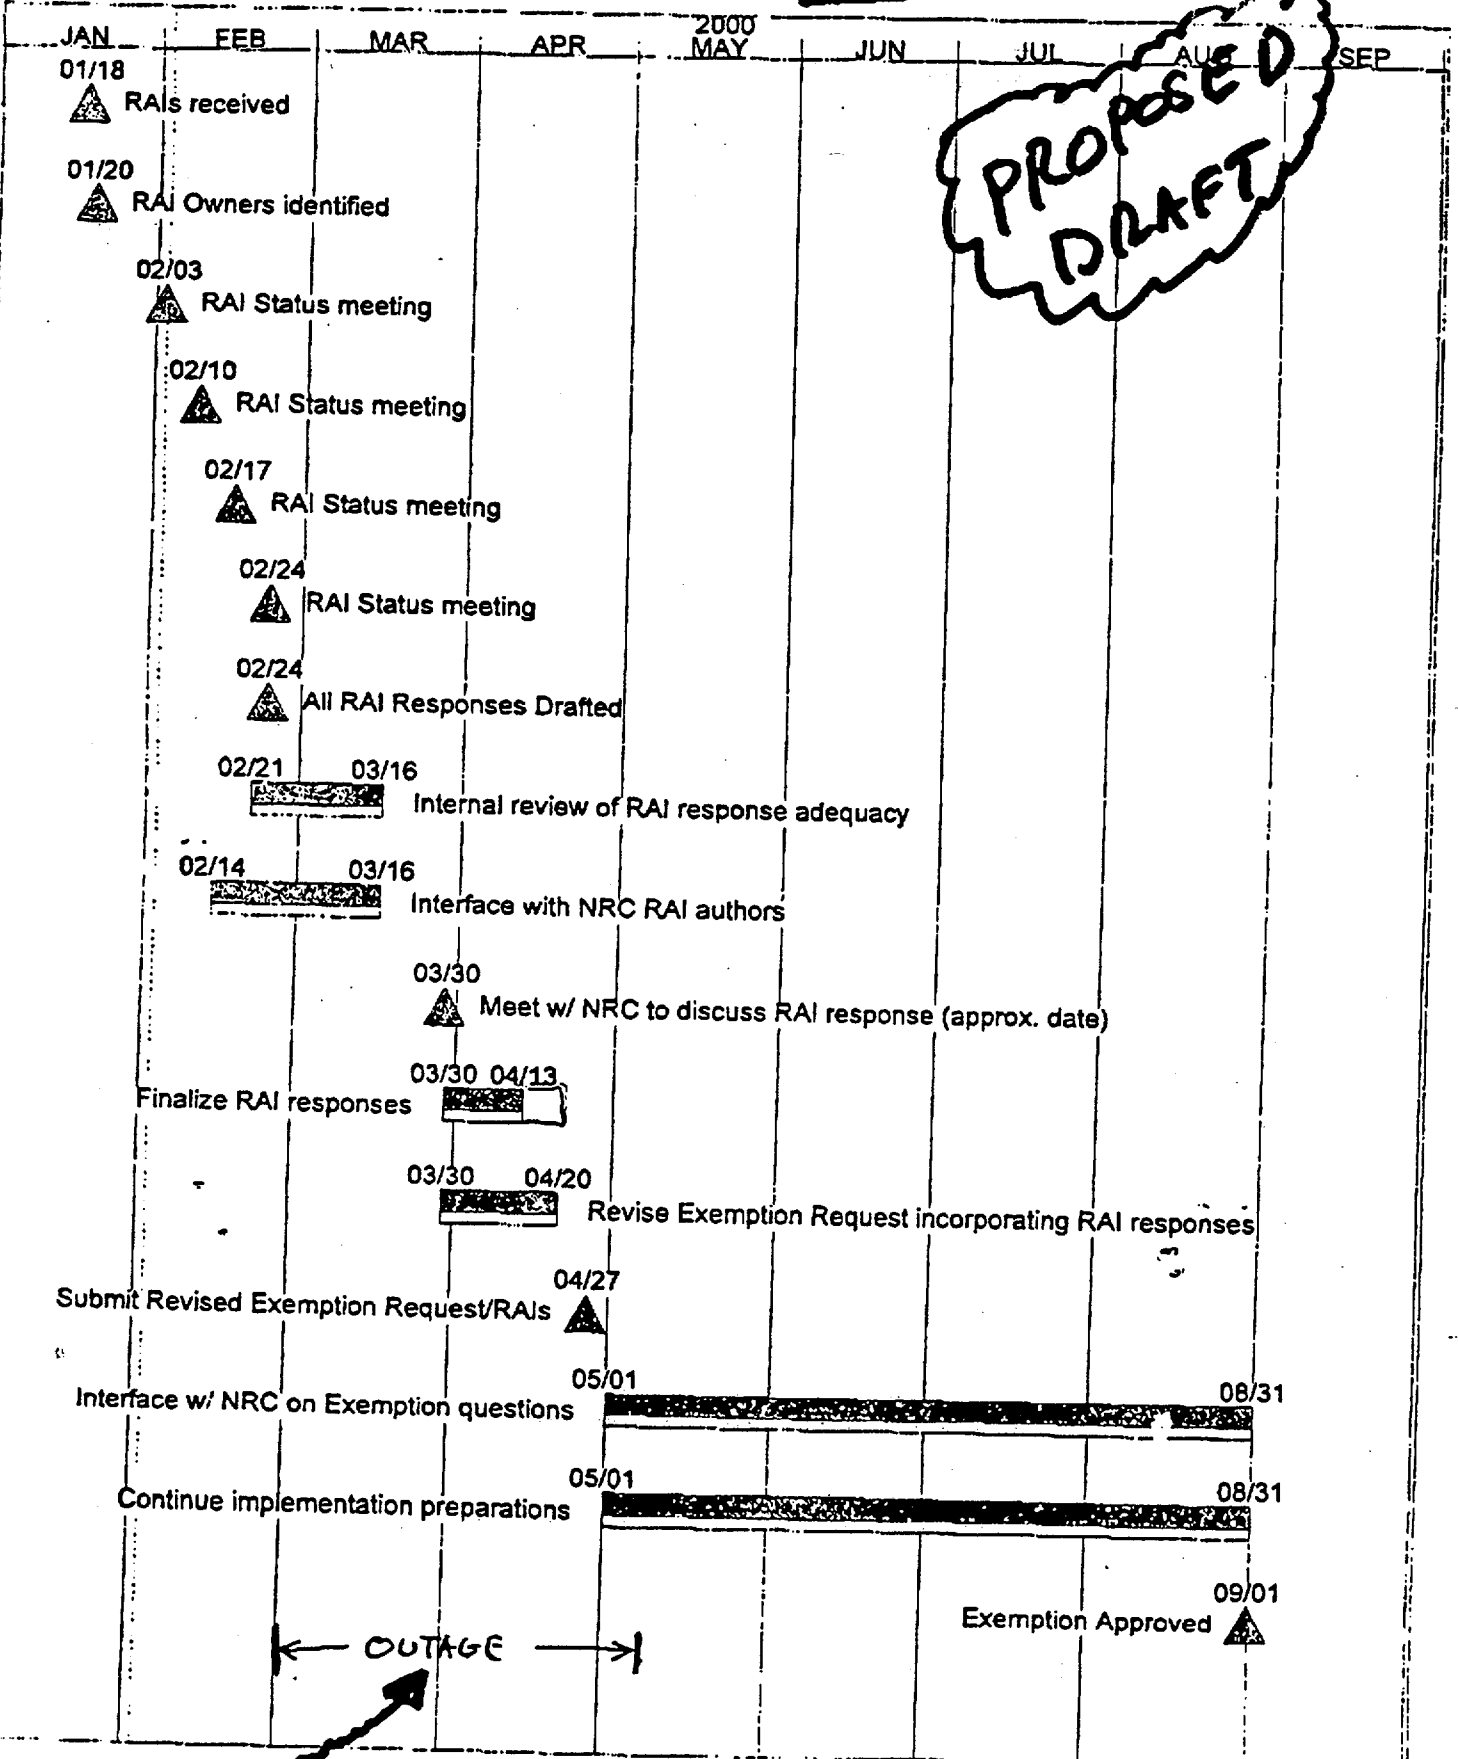 2000
JAN FEB MAR APR MAY JUN JUL AUG SEP
PROPOSED
DRAFT
01/18
RAIs received
01/20
RAI Owners identified
02/03
RAI Status meeting
02/10
RAI Status meeting
02/17
RAI Status meeting
02/24
RAI Status meeting
02/24
All RAI Responses Drafted
02/21 03/16
Internal review of RAI response adequacy
02/14 03/16
Interface with NRC RAI authors
03/30
Meet w/ NRC to discuss RAI response (approx. date)
03/30 04/13
Finalize RAI responses
03/30 04/20
Revise Exemption Request incorporating RAI responses
04/27
Submit Revised Exemption Request/RAIs
05/01 08/31
Interface w/ NRC on Exemption questions
05/01 08/31
Continue implementation preparations
09/01
Exemption Approved
OUTAGE